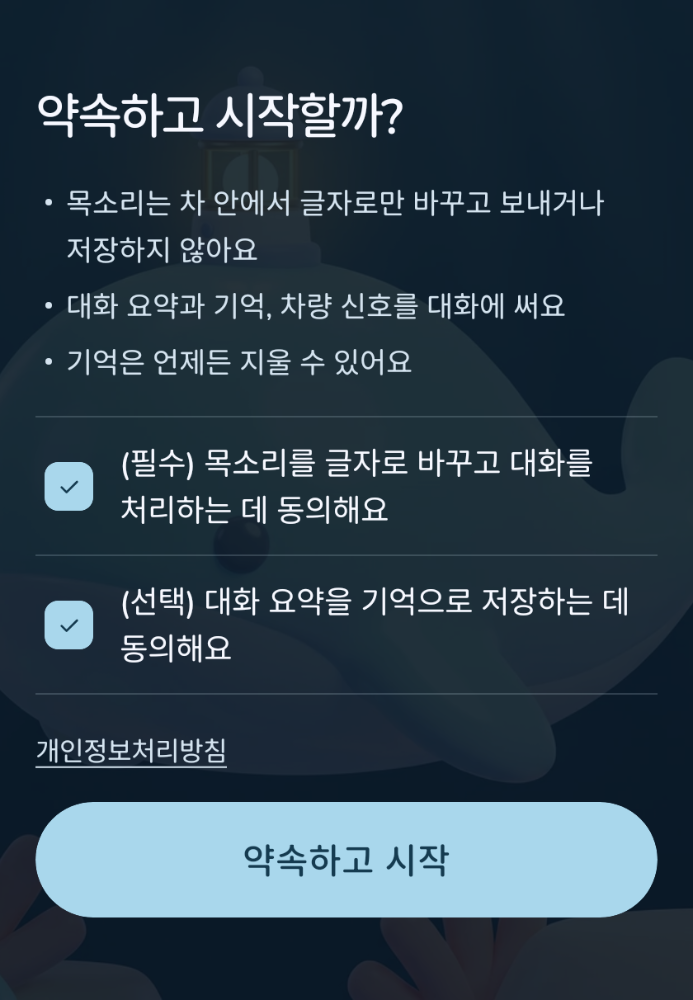 약속하고 시작할까?
• 목소리는 차 안에서 글자로만 바꾸고 보내거나
저장하지 않아요
• 대화 요약과 기억, 차량 신호를 대화에 써요
• 기억은 언제든 지울 수 있어요
(필수) 목소리를 글자로 바꾸고 대화를
처리하는 데 동의해요
(선택) 대화 요약을 기억으로 저장하는 데
동의해요
개인정보처리방침
약속하고 시작